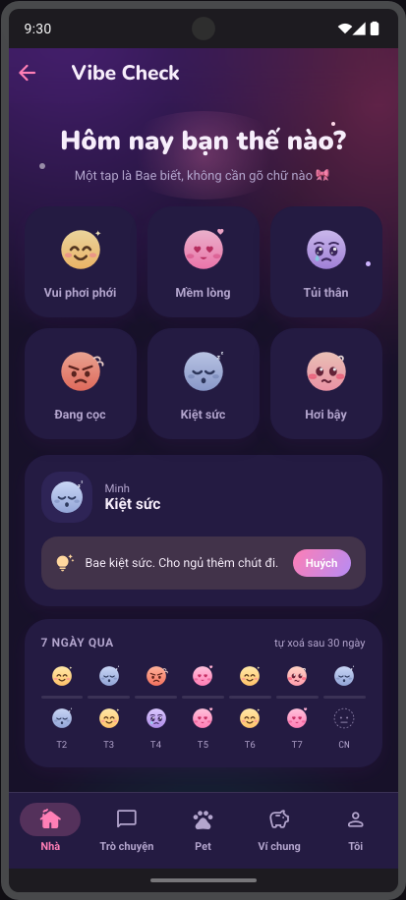 9:30
Vibe Check
Hôm nay bạn thế nào?
Một tap là Bae biết, không cần gõ chữ nào 🎀
Vui phơi phới
Mềm lòng
Tủi thân
Đang cọc
Kiệt sức
Hơi bậy
Minh
Kiệt sức
Bae kiệt sức. Cho ngủ thêm chút đi.
Huých
7 NGÀY QUA
tự xoá sau 30 ngày
T2 T3 T4 T5 T6 T7 CN
Nhà
Trò chuyện
Pet
Ví chung
Tôi